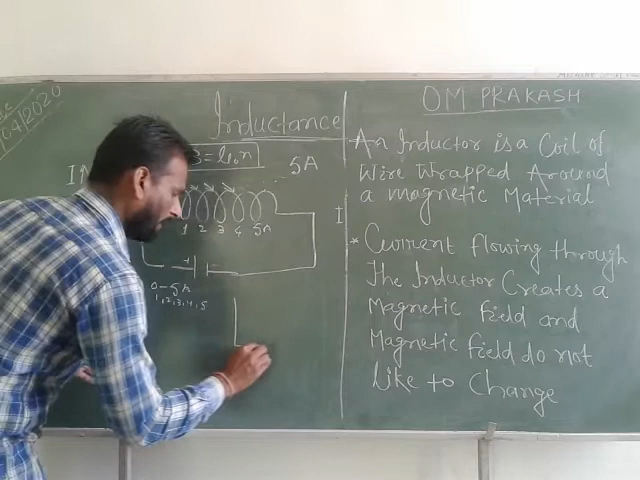 04/2020
OM PRAKASH
Inductance
An Inductor is a Coil of
Wire Wrapped Around
a magnetic Material
5A
1 2 3 4 5A
I
* Current flowing through
The Inductor Creates a
Magnetic field and
Magnetic field do not
like to Change
0-5A
1,2,3,4,5